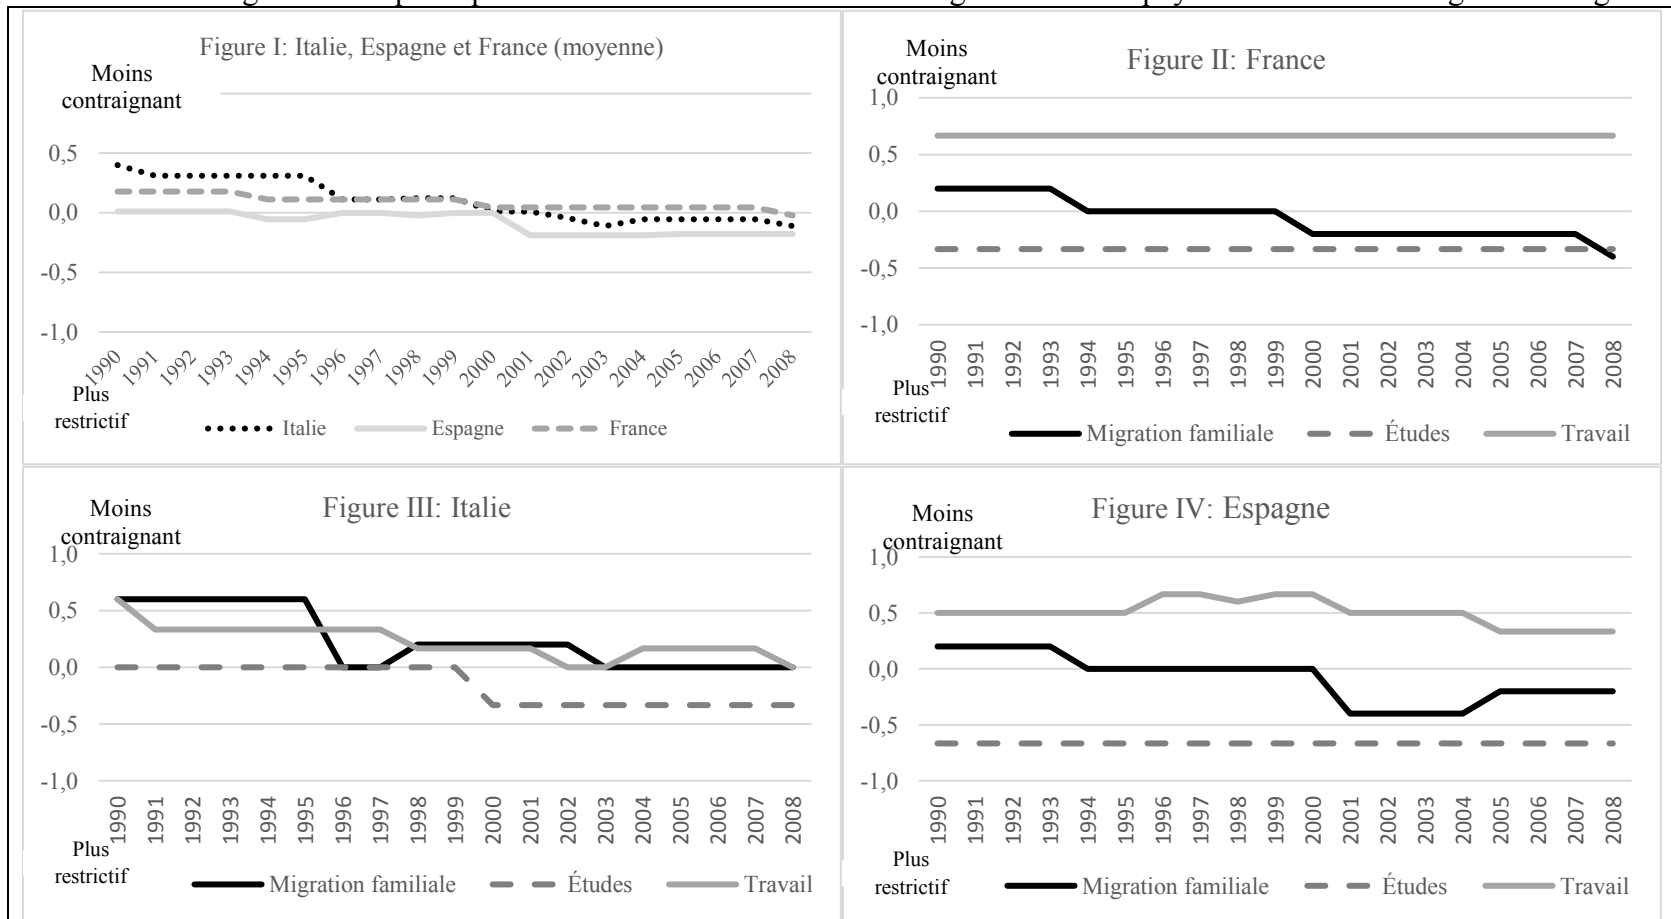 Figure I: Italie, Espagne et France (moyenne)
Moins
contraignant
0,5
0,0
-0,5
-1,0
1990 1991 1992 1993 1994 1995 1996 1997 1998 1999 2000 2001 2002 2003 2004 2005 2006 2007 2008
Plus
restrictif
Italie Espagne France
Figure II: France
Moins
contraignant
1,0
0,5
0,0
-0,5
-1,0
1990 1991 1992 1993 1994 1995 1996 1997 1998 1999 2000 2001 2002 2003 2004 2005 2006 2007 2008
Plus
restrictif
Migration familiale Études Travail
Figure III: Italie
Moins
contraignant
1,0
0,5
0,0
-0,5
-1,0
1990 1991 1992 1993 1994 1995 1996 1997 1998 1999 2000 2001 2002 2003 2004 2005 2006 2007 2008
Plus
restrictif
Migration familiale Études Travail
Figure IV: Espagne
Moins
contraignant
1,0
0,5
0,0
-0,5
-1,0
1990 1991 1992 1993 1994 1995 1996 1997 1998 1999 2000 2001 2002 2003 2004 2005 2006 2007 2008
Plus
restrictif
Migration familiale Études Travail